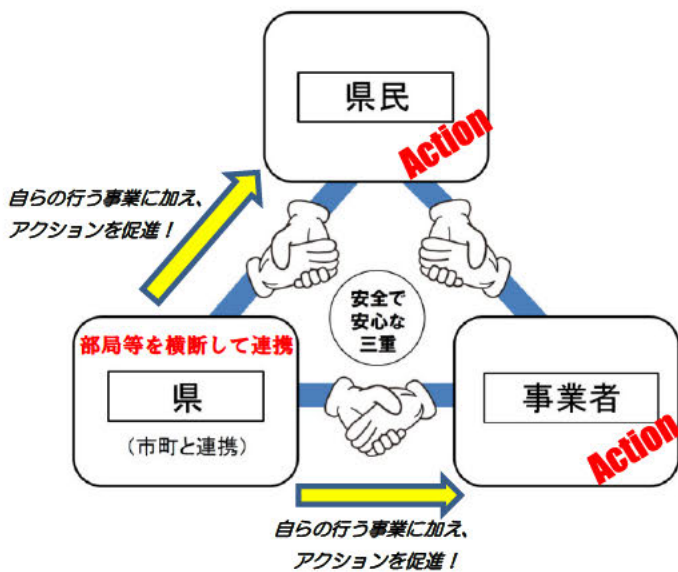 県民
Action
自らの行う事業に加え、
アクションを促進！
安全で
安心な
三重
部局等を横断して連携
県
（市町と連携）
事業者
Action
自らの行う事業に加え、
アクションを促進！